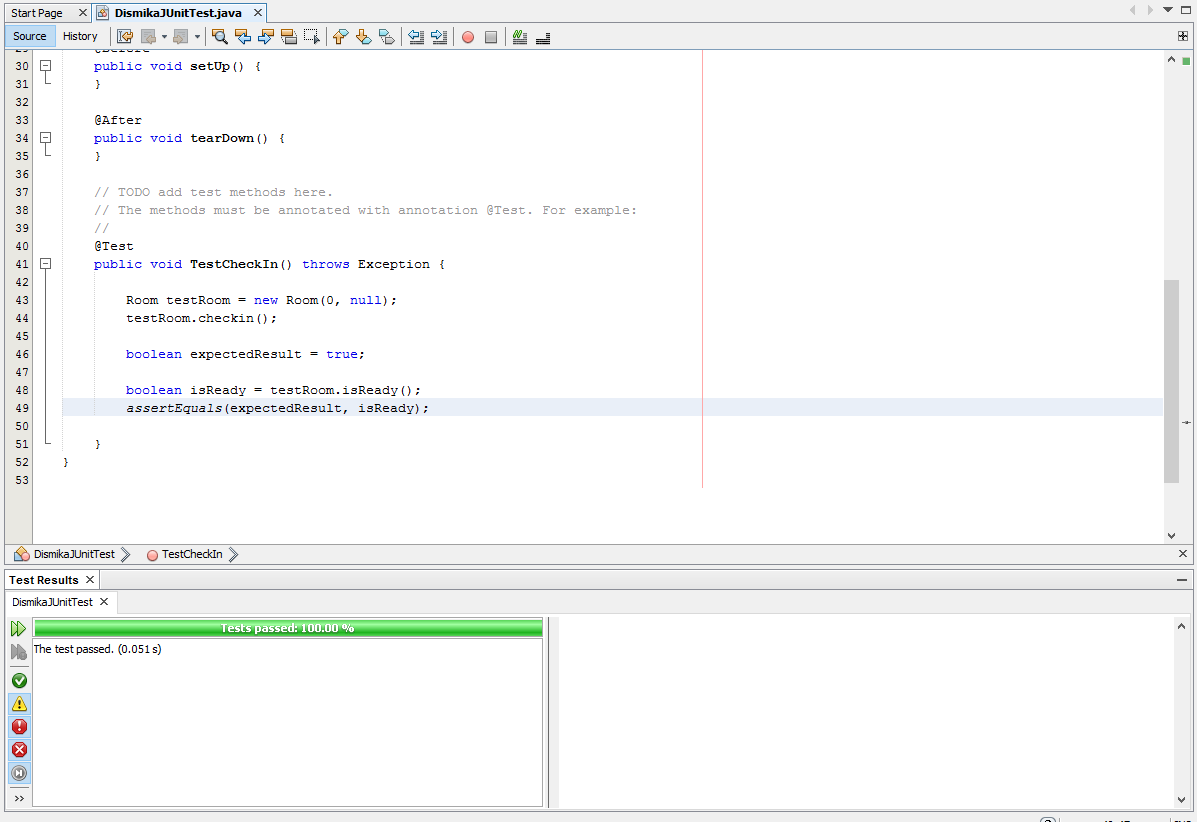 Start Page
DismikaJUnitTest.java
Source History
29 @Before
30 public void setUp() {
31 }
32
33 @After
34 public void tearDown() {
35 }
36
37 // TODO add test methods here.
38 // The methods must be annotated with annotation @Test. For example:
39 //
40 @Test
41 public void TestCheckIn() throws Exception {
42
43 Room testRoom = new Room(0, null);
44 testRoom.checkin();
45
46 boolean expectedResult = true;
47
48 boolean isReady = testRoom.isReady();
49 assertEquals(expectedResult, isReady);
50
51 }
52 }
53
DismikaJUnitTest TestCheckIn
Test Results
DismikaJUnitTest
Tests passed: 100.00 %
The test passed. (0.051 s)